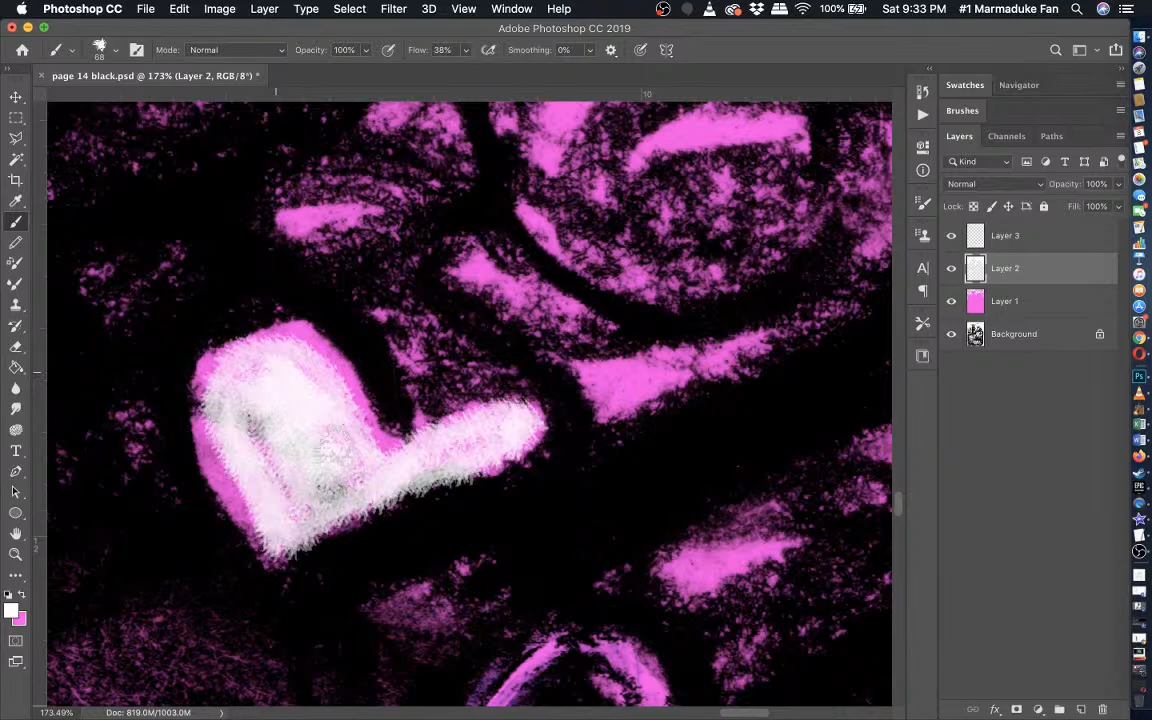 Photoshop CC File Edit Image Layer Type Select Filter 3D View Window Help 100% Sat 9:33 PM #1 Marmaduke Fan
Adobe Photoshop CC 2019
68 Mode: Normal Opacity: 100% Flow: 38% Smoothing: 0%
page 14 black.psd @ 173% (Layer 2, RGB/8*) *
10
Swatches Navigator
Brushes
Layers Channels Paths
Kind
Normal Opacity: 100%
Lock: Fill: 100%
Layer 3
Layer 2
Layer 1
Background
173.49% Doc: 819.0M/1003.0M